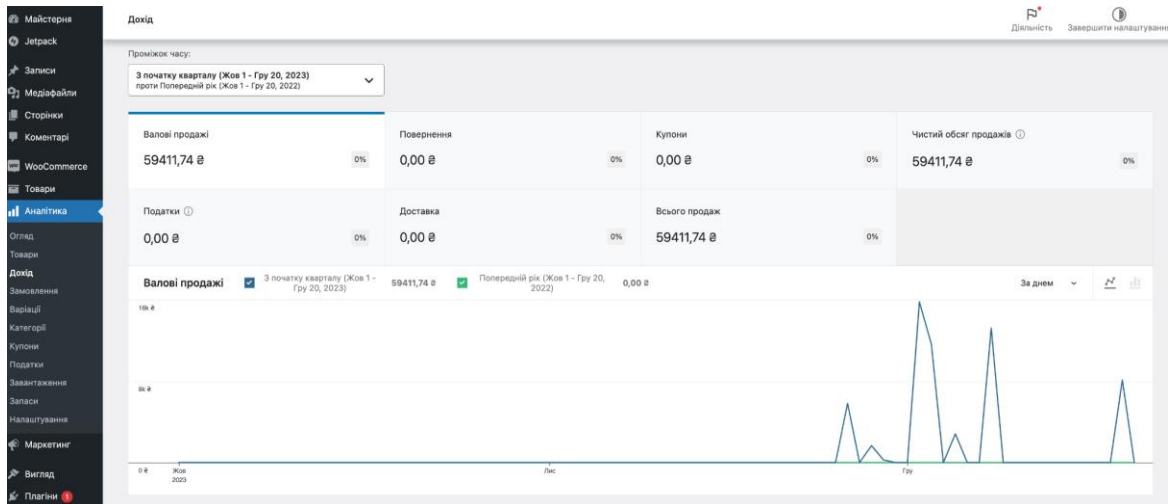 Майстерня
Jetpack
Записи
Медіафайли
Сторінки
Коментарі
WooCommerce
Товари
Аналітика
Огляд
Товари
Дохід
Замовлення
Варіації
Категорії
Купони
Податки
Завантаження
Запаси
Налаштування
Маркетинг
Вигляд
Плагіни 1
Дохід
Діяльність
Завершити налаштування
Проміжок часу:
З початку кварталу (Жов 1 - Гру 20, 2023)
проти Попередній рік (Жов 1 - Гру 20, 2022)
Валові продажі
59411,74 ₴ 0%
Повернення
0,00 ₴ 0%
Купони
0,00 ₴ 0%
Чистий обсяг продажів
59411,74 ₴ 0%
Податки
0,00 ₴ 0%
Доставка
0,00 ₴ 0%
Всього продаж
59411,74 ₴ 0%
Валові продажі
З початку кварталу (Жов 1 -
Гру 20, 2023)
59411,74 ₴
Попередній рік (Жов 1 - Гру 20,
2022)
0,00 ₴
За днем
16k ₴
8k ₴
0 ₴
Жов
2023
Лис
Гру